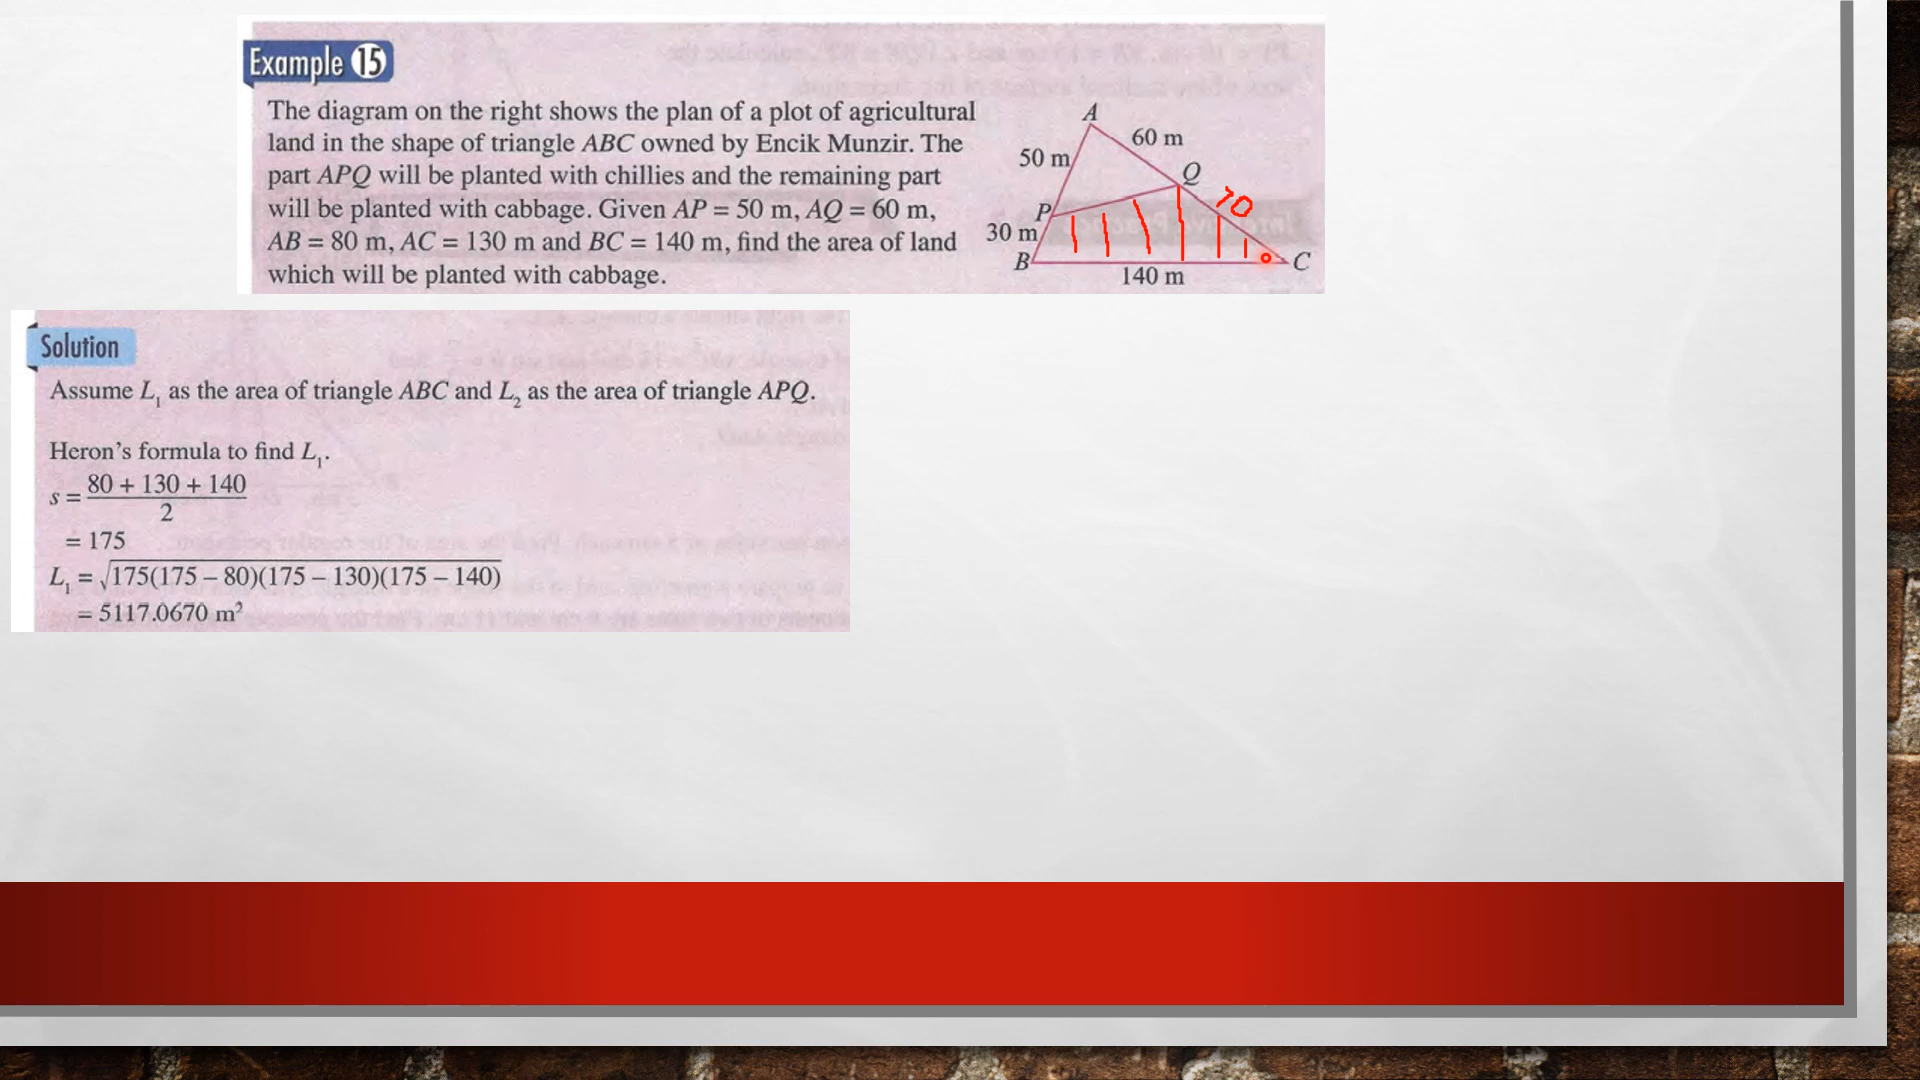 Example 15
The diagram on the right shows the plan of a plot of agricultural
land in the shape of triangle ABC owned by Encik Munzir. The
part APQ will be planted with chillies and the remaining part
will be planted with cabbage. Given AP = 50 m, AQ = 60 m,
AB = 80 m, AC = 130 m and BC = 140 m, find the area of land
which will be planted with cabbage.
A
60 m
50 m
Q
70
P
30 m
B
C
140 m
Solution
Assume L₁ as the area of triangle ABC and L₂ as the area of triangle APQ.
Heron's formula to find L₁.
s = 80 + 130 + 140
2
= 175
L₁ = √175(175 – 80)(175 – 130)(175 – 140)
= 5117.0670 m²